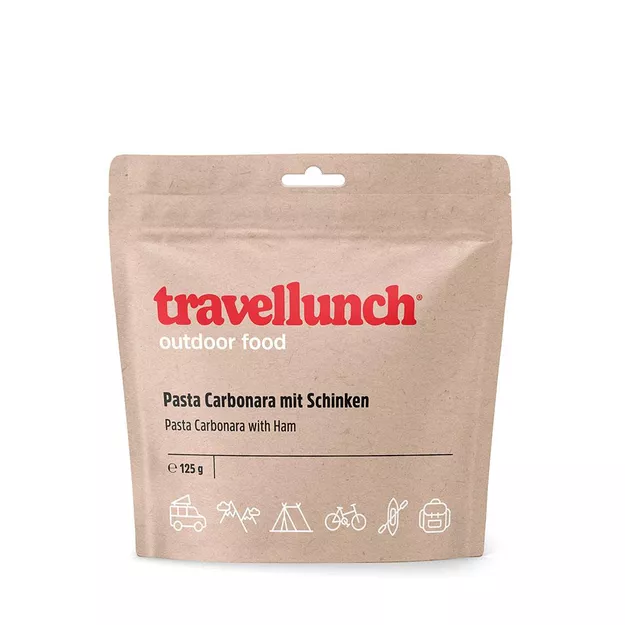 travellunch®
outdoor food
Pasta Carbonara mit Schinken
Pasta Carbonara with Ham
℮ 125 g